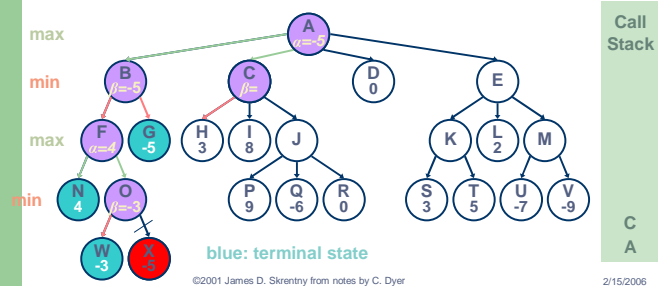 A
α=-5
max
Call
Stack
B
β=-5
C
β=
D
0
E
min
F
α=4
G
-5
H
3
I
8
J
K
L
2
M
max
N
4
O
β=-3
P
9
Q
-6
R
0
S
3
T
5
U
-7
V
-9
min
C
A
W
-3
X
-5
blue: terminal state
©2001 James D. Skrentny from notes by C. Dyer
2/15/2006